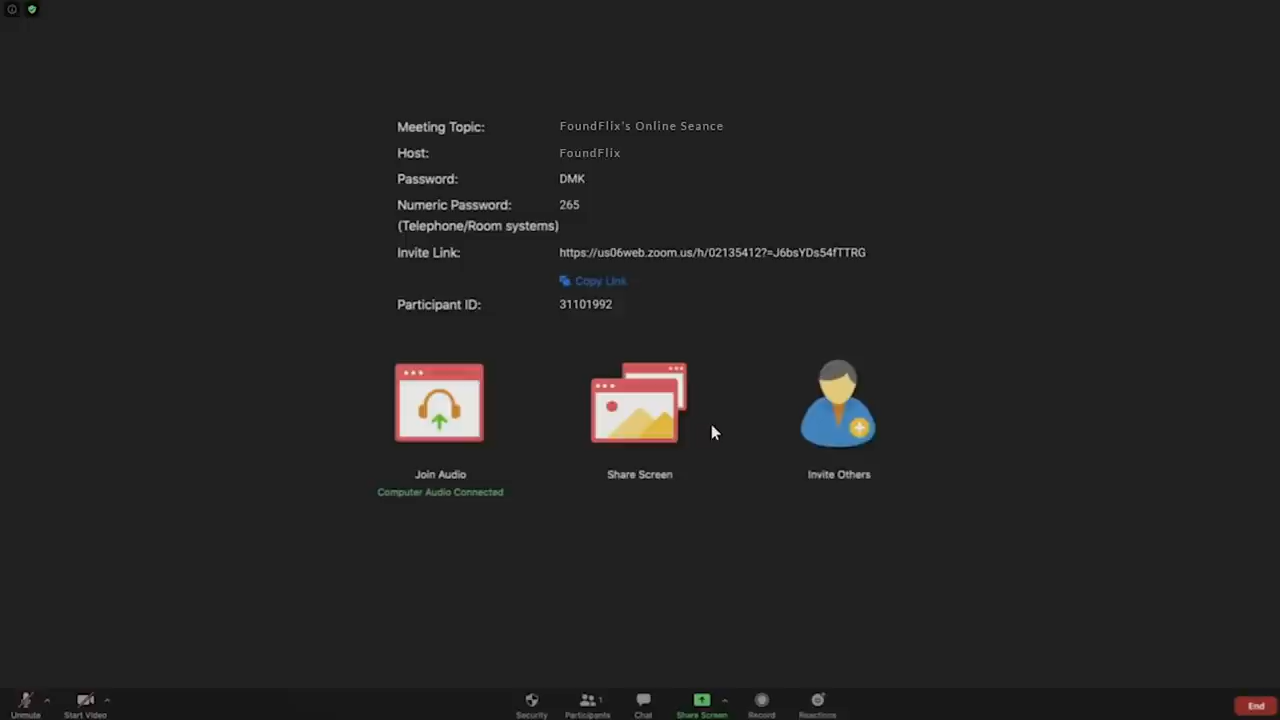 Meeting Topic: FoundFlix's Online Seance
Host: FoundFlix
Password: DMK
Numeric Password: 265
(Telephone/Room systems)
Invite Link: https://us06web.zoom.us/h/02135412?=J6bsYDs54fTTRG
Copy Link
Participant ID: 31101992
Join Audio Share Screen Invite Others
Computer Audio Connected
Unmute Start Video Security Participants 1 Chat Share Screen Record Reactions End